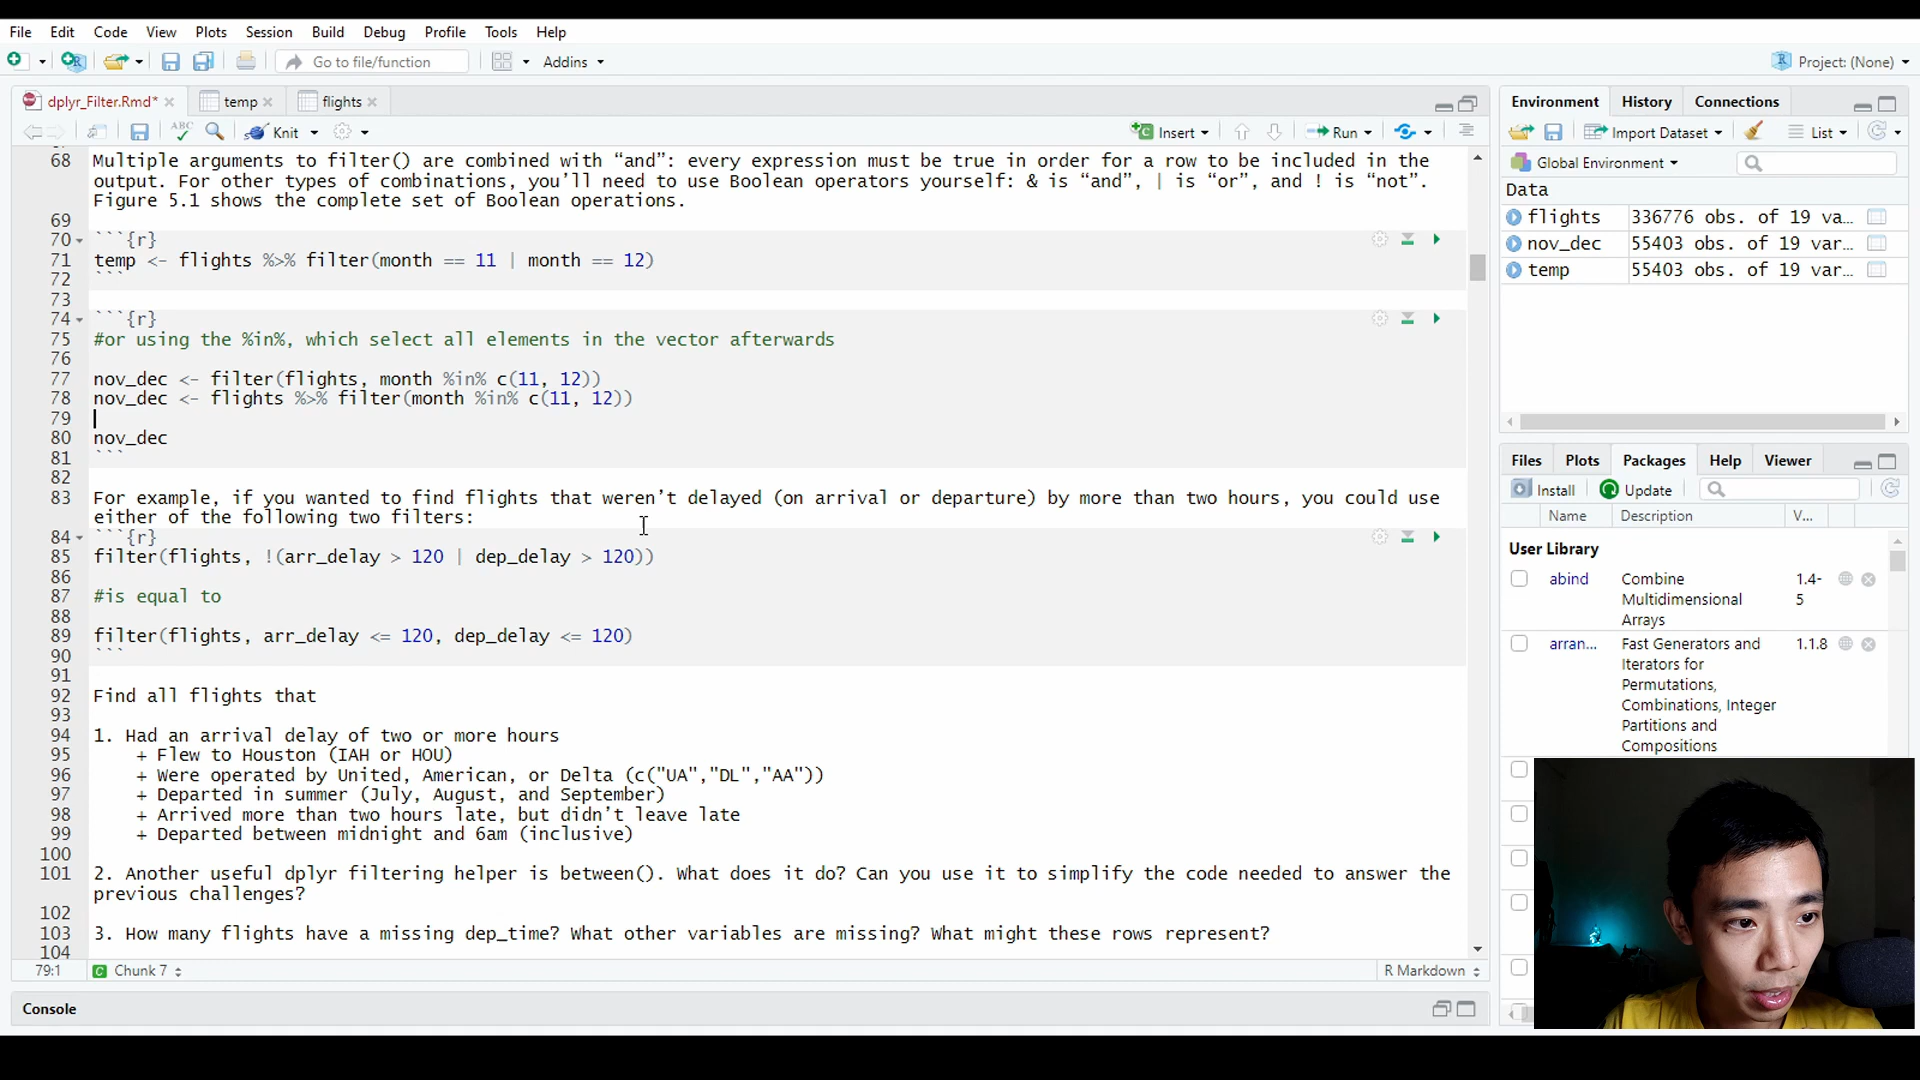 File Edit Code View Plots Session Build Debug Profile Tools Help
Go to file/function Addins Project: (None)
dplyr_Filter.Rmd* temp flights
ABC Knit Insert Run
68 Multiple arguments to filter() are combined with “and”: every expression must be true in order for a row to be included in the
output. For other types of combinations, you’ll need to use Boolean operators yourself: & is “and”, | is “or”, and ! is “not”.
Figure 5.1 shows the complete set of Boolean operations.
69
70 ```{r}
71 temp <- flights %>% filter(month == 11 | month == 12)
72 ```
73
74 ```{r}
75 #or using the %in%, which select all elements in the vector afterwards
76
77 nov_dec <- filter(flights, month %in% c(11, 12))
78 nov_dec <- flights %>% filter(month %in% c(11, 12))
79
80 nov_dec
81 ```
82
83 For example, if you wanted to find flights that weren’t delayed (on arrival or departure) by more than two hours, you could use
either of the following two filters:
84 ```{r}
85 filter(flights, !(arr_delay > 120 | dep_delay > 120))
86
87 #is equal to
88
89 filter(flights, arr_delay <= 120, dep_delay <= 120)
90 ```
91
92 Find all flights that
93
94 1. Had an arrival delay of two or more hours
95 + Flew to Houston (IAH or HOU)
96 + Were operated by United, American, or Delta (c("UA","DL","AA"))
97 + Departed in summer (July, August, and September)
98 + Arrived more than two hours late, but didn’t leave late
99 + Departed between midnight and 6am (inclusive)
100
101 2. Another useful dplyr filtering helper is between(). What does it do? Can you use it to simplify the code needed to answer the
previous challenges?
102
103 3. How many flights have a missing dep_time? What other variables are missing? What might these rows represent?
104
79:1 Chunk 7 R Markdown
Console
Environment History Connections
Import Dataset List
Global Environment
Data
flights 336776 obs. of 19 va…
nov_dec 55403 obs. of 19 var…
temp 55403 obs. of 19 var…
Files Plots Packages Help Viewer
Install Update
Name Description V...
User Library
abind Combine Multidimensional Arrays 1.4-5
arran... Fast Generators and Iterators for Permutations, Combinations, Integer Partitions and Compositions 1.1.8